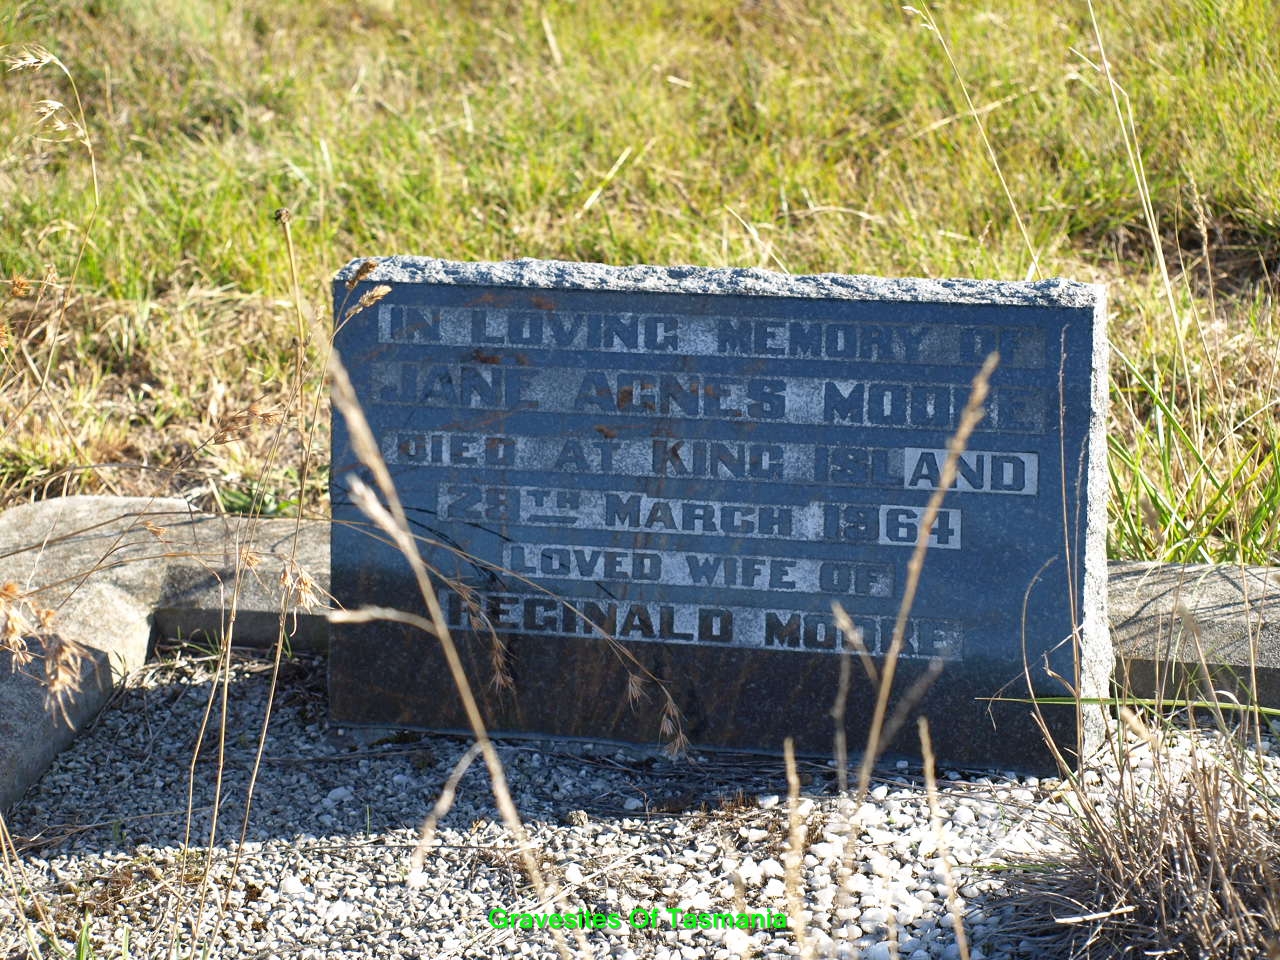 IN LOVING MEMORY OF
JANE AGNES MOORE
DIED AT KING ISLAND
28TH MARCH 1964
LOVED WIFE OF
REGINALD MOORE
Gravesites Of Tasmania